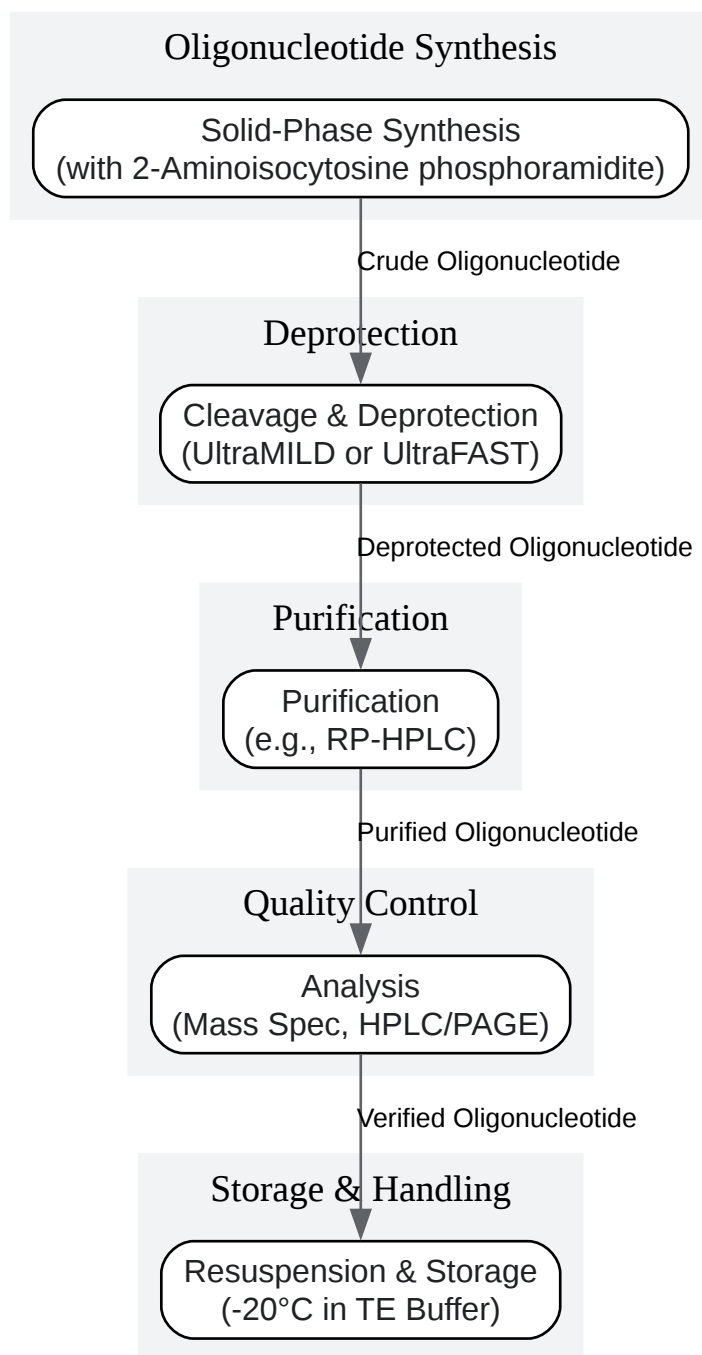 Oligonucleotide Synthesis
Solid-Phase Synthesis
(with 2-Aminoisocytosine phosphoramidite)
Crude Oligonucleotide
Deprotection
Cleavage & Deprotection
(UltraMILD or UltraFAST)
Deprotected Oligonucleotide
Purification
Purification
(e.g., RP-HPLC)
Purified Oligonucleotide
Quality Control
Analysis
(Mass Spec, HPLC/PAGE)
Verified Oligonucleotide
Storage & Handling
Resuspension & Storage
(-20°C in TE Buffer)